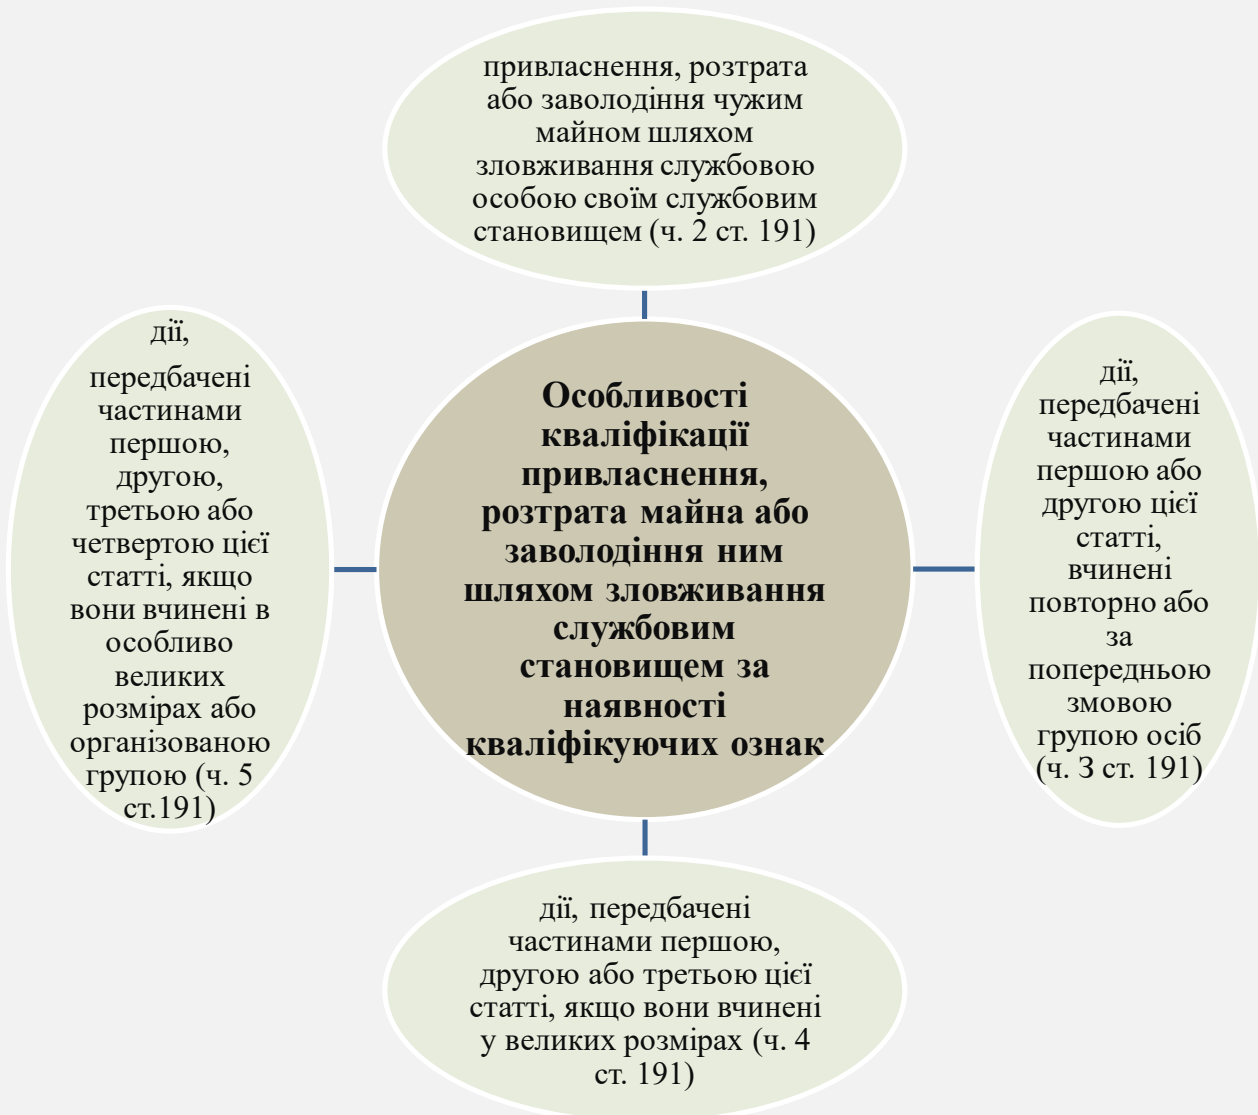 привласнення, розтрата
або заволодіння чужим
майном шляхом
зловживання службовою
особою своїм службовим
становищем (ч. 2 ст. 191)
дії,
передбачені
частинами
першою,
другою,
третьою або
четвертою цієї
статті, якщо
вони вчинені в
особливо
великих
розмірах або
організованою
групою (ч. 5
ст.191)
Особливості
кваліфікації
привласнення,
розтрата майна або
заволодіння ним
шляхом зловживання
службовим
становищем за
наявності
кваліфікуючих ознак
дії,
передбачені
частинами
першою або
другою цієї
статті,
вчинені
повторно або
за
попередньою
змовою
групою осіб
(ч. 3 ст. 191)
дії, передбачені
частинами першою,
другою або третьою цієї
статті, якщо вони вчинені
у великих розмірах (ч. 4
ст. 191)